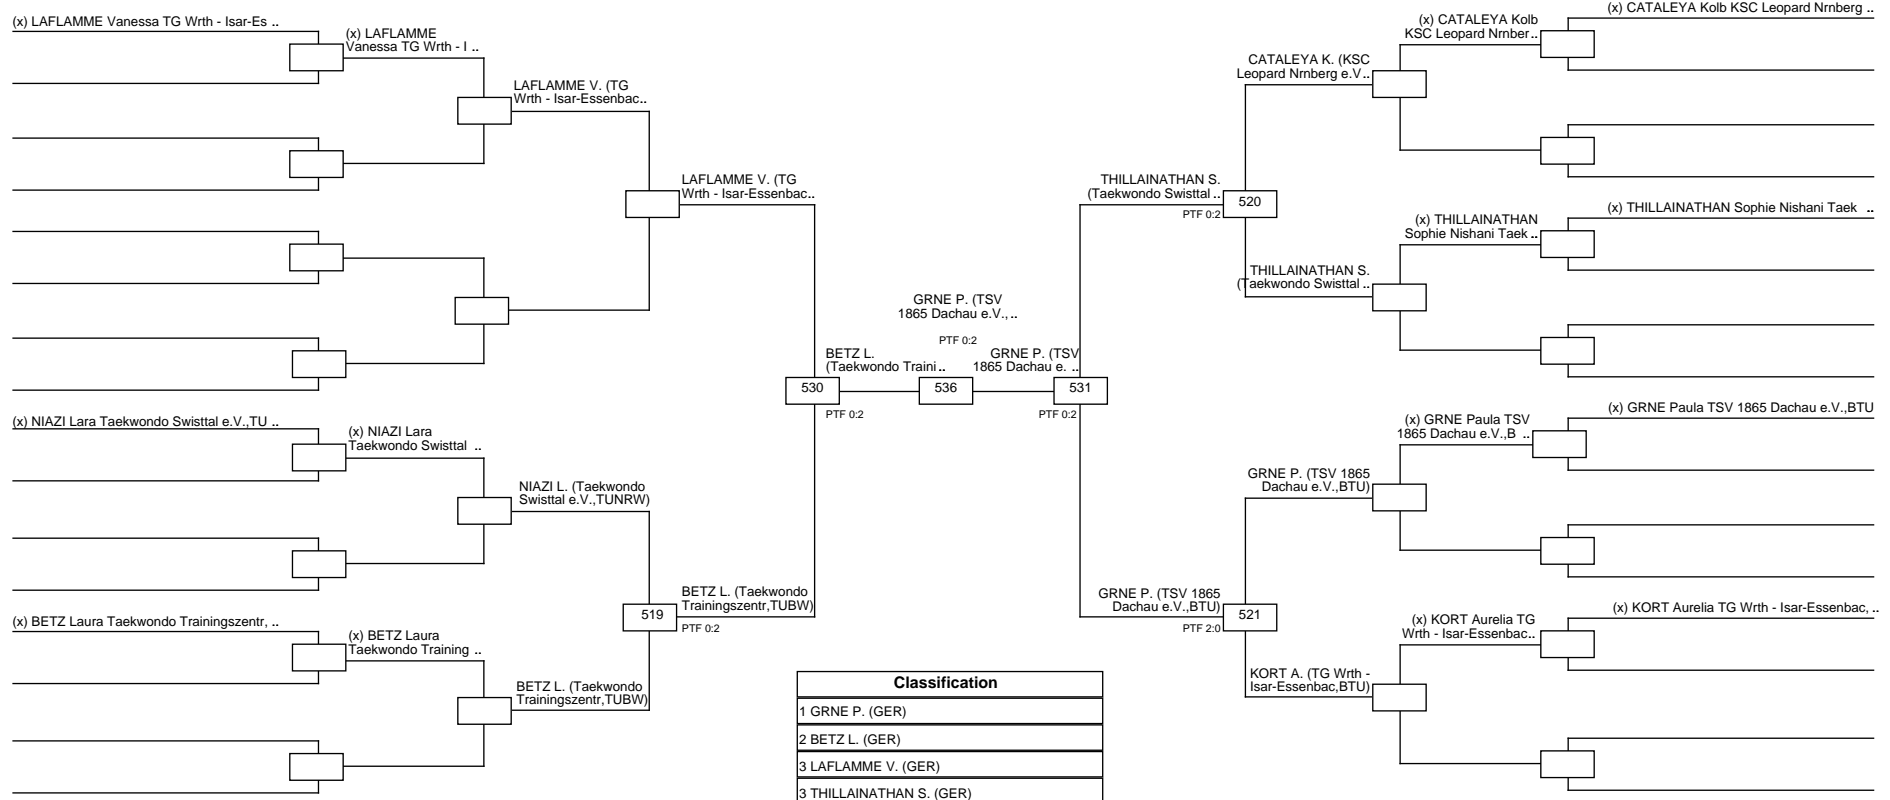 (x) LAFLAMME Vanessa TG Wrth - Isar-Es ..
(x) LAFLAMME
Vanessa TG Wrth - I ..
LAFLAMME V. (TG
Wrth - Isar-Essenbac..
LAFLAMME V. (TG
Wrth - Isar-Essenbac..
(x) NIAZI Lara Taekwondo Swisttal e.V.,TU ..
(x) NIAZI Lara
Taekwondo Swisttal ..
NIAZI L. (Taekwondo
Swisttal e.V.,TUNRW)
519
PTF 0:2
BETZ L. (Taekwondo
Trainingszentr,TUBW)
(x) BETZ Laura Taekwondo Trainingszentr, ..
(x) BETZ Laura
Taekwondo Training ..
BETZ L. (Taekwondo
Trainingszentr,TUBW)
530
PTF 0:2
BETZ L.
(Taekwondo Traini ..
GRNE P. (TSV
1865 Dachau e.V., ..
PTF 0:2
536
GRNE P. (TSV
1865 Dachau e. ..
531
PTF 0:2
THILLAINATHAN S.
(Taekwondo Swisttal ..
520
PTF 0:2
CATALEYA K. (KSC
Leopard Nrnberg e.V..
(x) CATALEYA Kolb
KSC Leopard Nrnber..
(x) CATALEYA Kolb KSC Leopard Nrnberg ..
THILLAINATHAN S.
(Taekwondo Swisttal ..
(x) THILLAINATHAN
Sophie Nishani Taek ..
(x) THILLAINATHAN Sophie Nishani Taek ..
GRNE P. (TSV 1865
Dachau e.V.,BTU)
521
PTF 2:0
GRNE P. (TSV 1865
Dachau e.V.,BTU)
(x) GRNE Paula TSV
1865 Dachau e.V.,B ..
(x) GRNE Paula TSV 1865 Dachau e.V.,BTU
KORT A. (TG Wrth -
Isar-Essenbac,BTU)
(x) KORT Aurelia TG
Wrth - Isar-Essenbac..
(x) KORT Aurelia TG Wrth - Isar-Essenbac, ..
Classification
1 GRNE P. (GER)
2 BETZ L. (GER)
3 LAFLAMME V. (GER)
3 THILLAINATHAN S. (GER)